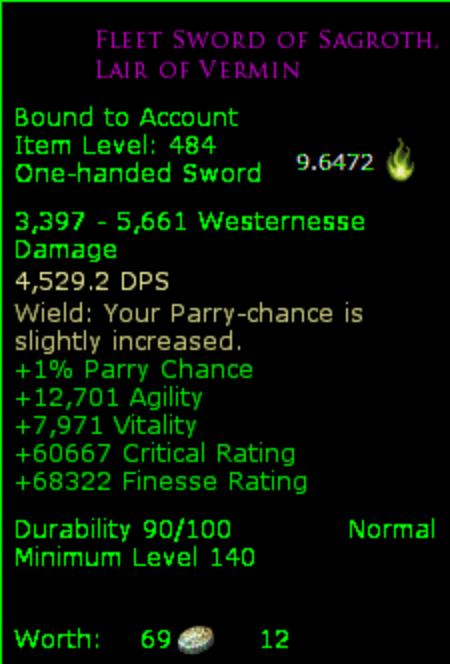 Fleet Sword of Sagroth,
Lair of Vermin
Bound to Account
Item Level: 484
One-handed Sword 9.6472
3,397 - 5,661 Westernesse
Damage
4,529.2 DPS
Wield: Your Parry-chance is
slightly increased.
+1% Parry Chance
+12,701 Agility
+7,971 Vitality
+60667 Critical Rating
+68322 Finesse Rating
Durability 90/100 Normal
Minimum Level 140
Worth: 69 12